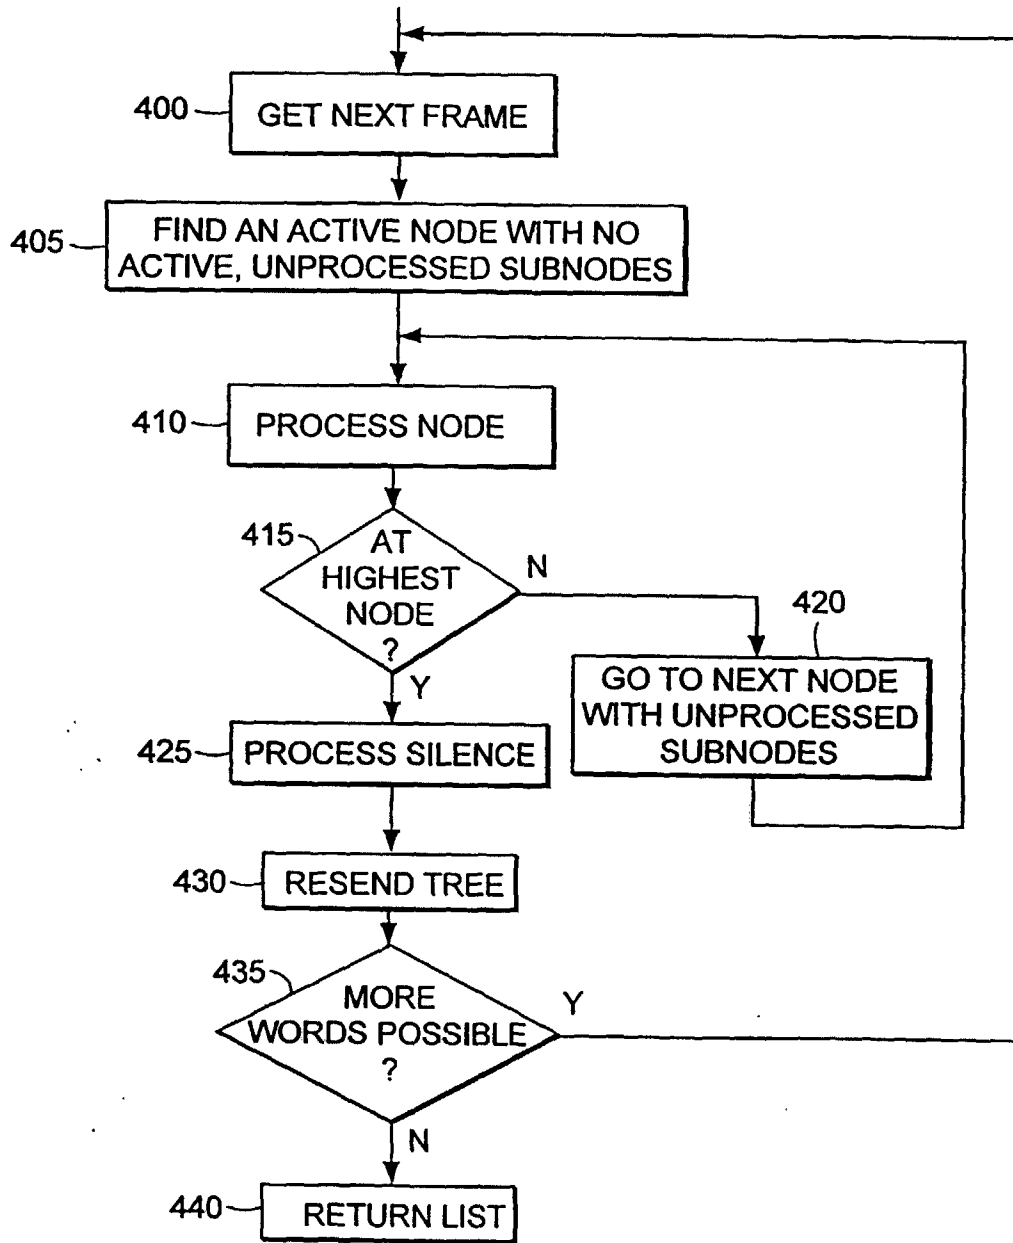 400
GET NEXT FRAME
405
FIND AN ACTIVE NODE WITH NO
ACTIVE, UNPROCESSED SUBNODES
410
PROCESS NODE
415
AT
HIGHEST
NODE
?
N
Y
420
GO TO NEXT NODE
WITH UNPROCESSED
SUBNODES
425
PROCESS SILENCE
430
RESEND TREE
435
MORE
WORDS POSSIBLE
?
Y
N
440
RETURN LIST